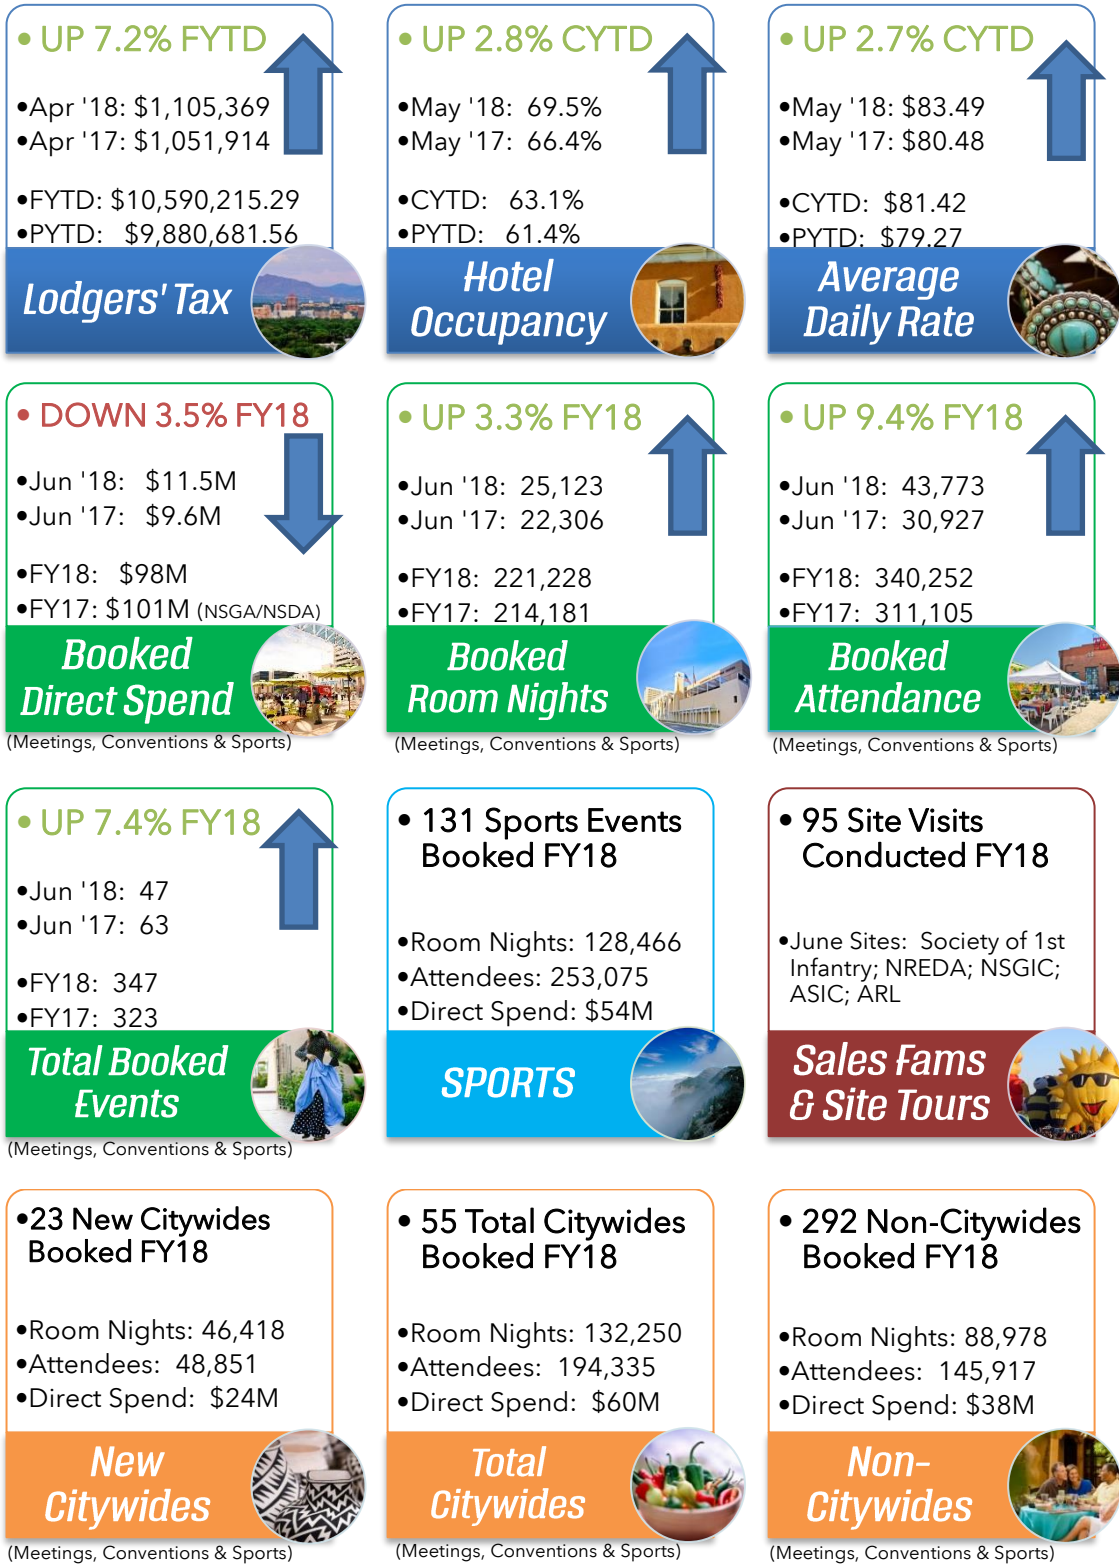 • UP 7.2% FYTD
•Apr '18: $1,105,369
•Apr '17: $1,051,914
•FYTD: $10,590,215.29
•PYTD: $9,880,681.56
Lodgers' Tax
• UP 2.8% CYTD
•May '18: 69.5%
•May '17: 66.4%
•CYTD: 63.1%
•PYTD: 61.4%
Hotel
Occupancy
• UP 2.7% CYTD
•May '18: $83.49
•May '17: $80.48
•CYTD: $81.42
•PYTD: $79.27
Average
Daily Rate
• DOWN 3.5% FY18
•Jun '18: $11.5M
•Jun '17: $9.6M
•FY18: $98M
•FY17: $101M (NSGA/NSDA)
Booked
Direct Spend
(Meetings, Conventions & Sports)
• UP 3.3% FY18
•Jun '18: 25,123
•Jun '17: 22,306
•FY18: 221,228
•FY17: 214,181
Booked
Room Nights
(Meetings, Conventions & Sports)
• UP 9.4% FY18
•Jun '18: 43,773
•Jun '17: 30,927
•FY18: 340,252
•FY17: 311,105
Booked
Attendance
(Meetings, Conventions & Sports)
• UP 7.4% FY18
•Jun '18: 47
•Jun '17: 63
•FY18: 347
•FY17: 323
Total Booked
Events
(Meetings, Conventions & Sports)
• 131 Sports Events
Booked FY18
•Room Nights: 128,466
•Attendees: 253,075
•Direct Spend: $54M
SPORTS
• 95 Site Visits
Conducted FY18
•June Sites: Society of 1st
Infantry; NREDA; NSGIC;
ASIC; ARL
Sales Fams
& Site Tours
•23 New Citywides
Booked FY18
•Room Nights: 46,418
•Attendees: 48,851
•Direct Spend: $24M
New
Citywides
(Meetings, Conventions & Sports)
• 55 Total Citywides
Booked FY18
•Room Nights: 132,250
•Attendees: 194,335
•Direct Spend: $60M
Total
Citywides
(Meetings, Conventions & Sports)
• 292 Non-Citywides
Booked FY18
•Room Nights: 88,978
•Attendees: 145,917
•Direct Spend: $38M
Non-
Citywides
(Meetings, Conventions & Sports)